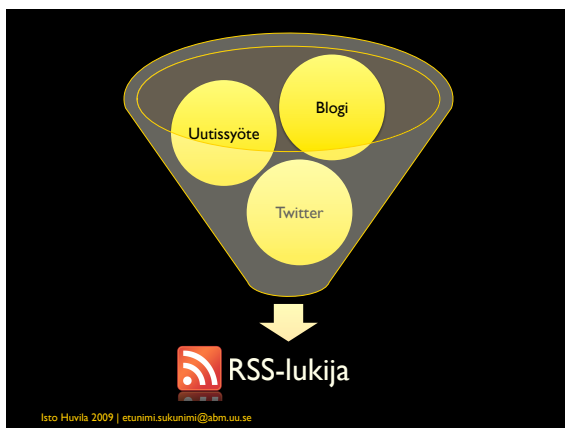 Blogi
Uutissyöte
Twitter
RSS-lukija
Isto Huvila 2009 | etunimi.sukunimi@abm.uu.se